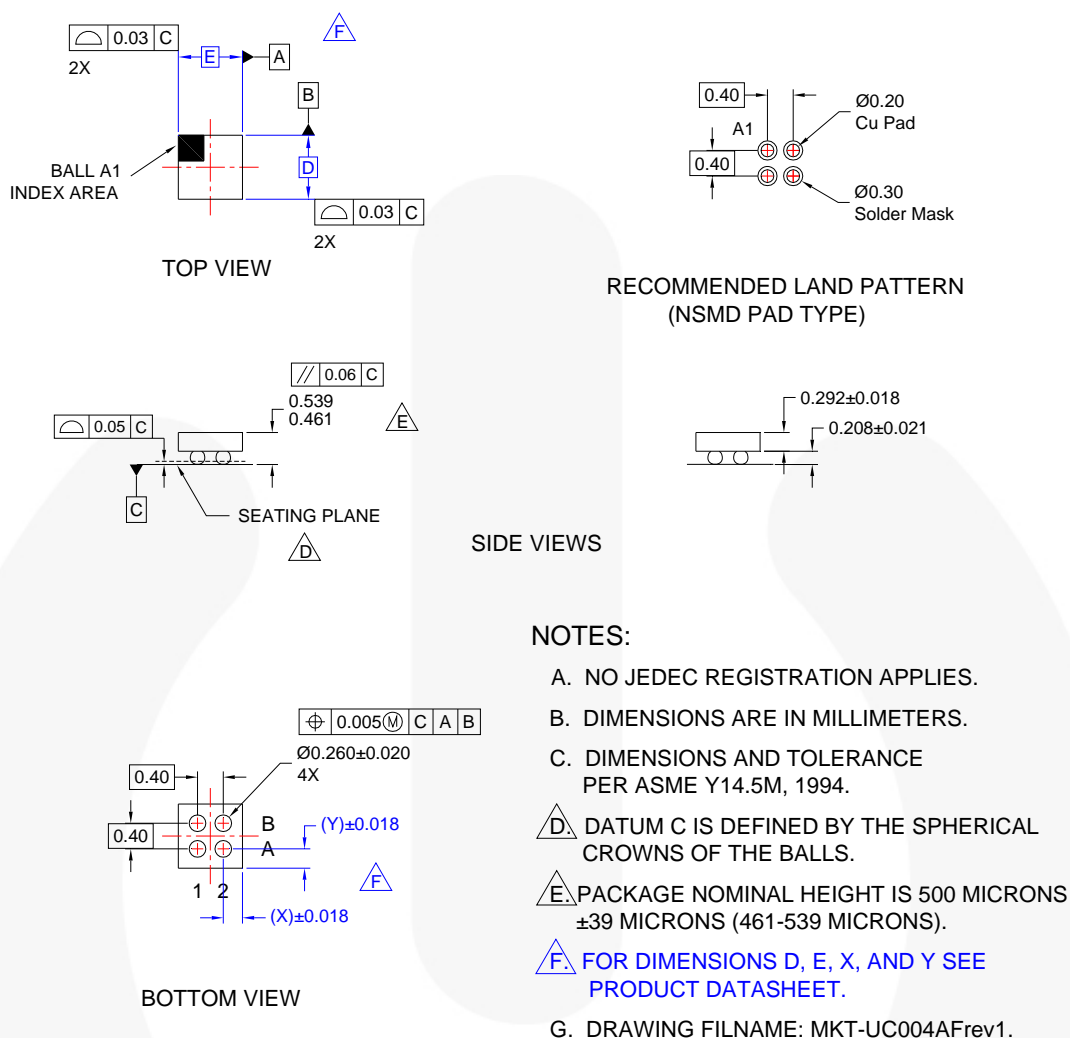 0.03 C
2X
E
A
F
B
BALL A1
INDEX AREA
D
0.03 C
2X
TOP VIEW
0.40
Ø0.20
Cu Pad
A1
0.40
Ø0.30
Solder Mask
RECOMMENDED LAND PATTERN
(NSMD PAD TYPE)
// 0.06 C
0.539
0.461
E
0.05 C
C
SEATING PLANE
D
0.292±0.018
0.208±0.021
SIDE VIEWS
0.005Ⓜ C A B
Ø0.260±0.020
4X
0.40
0.40
B
A
(Y)±0.018
F
1 2
(X)±0.018
BOTTOM VIEW
NOTES:
A. NO JEDEC REGISTRATION APPLIES.
B. DIMENSIONS ARE IN MILLIMETERS.
C. DIMENSIONS AND TOLERANCE
PER ASME Y14.5M, 1994.
D. DATUM C IS DEFINED BY THE SPHERICAL
CROWNS OF THE BALLS.
E. PACKAGE NOMINAL HEIGHT IS 500 MICRONS
±39 MICRONS (461-539 MICRONS).
F. FOR DIMENSIONS D, E, X, AND Y SEE
PRODUCT DATASHEET.
G. DRAWING FILNAME: MKT-UC004AFrev1.